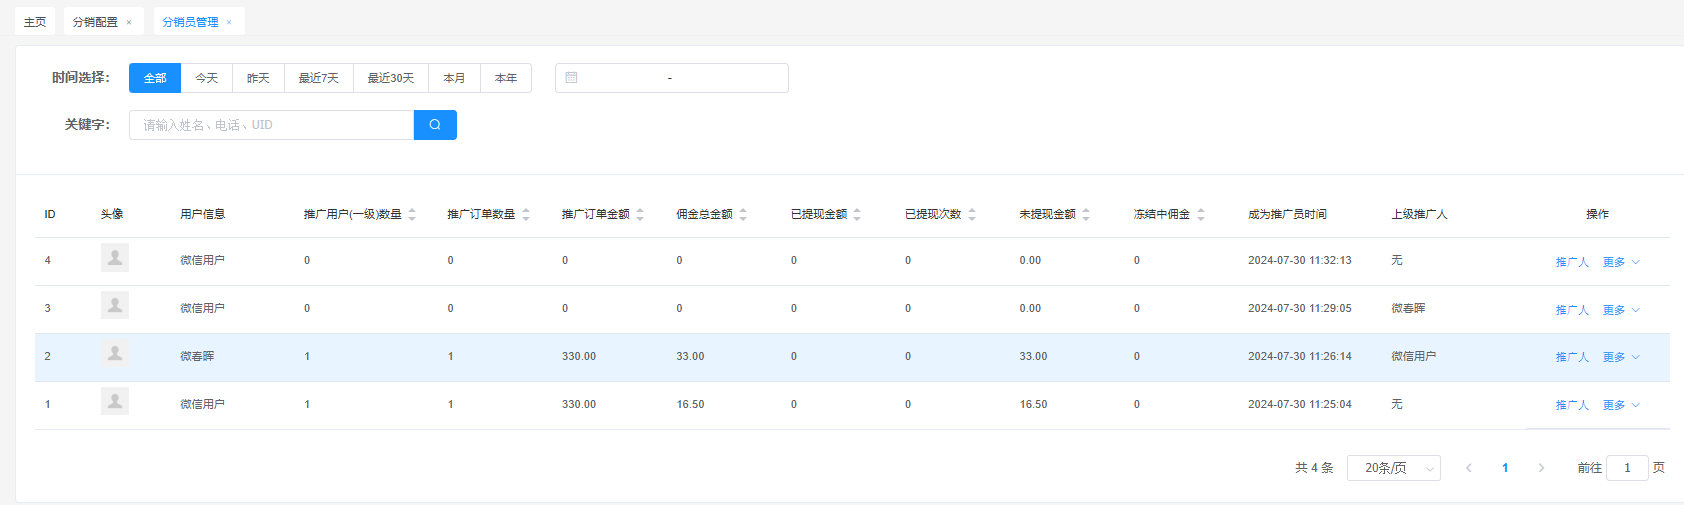 主页 分销配置 × 分销员管理 ×
时间选择： 全部 今天 昨天 最近7天 最近30天 本月 本年 -
关键字： 请输入姓名、电话、UID
ID 头像 用户信息 推广用户(一级)数量 推广订单数量 推广订单金额 佣金总金额 已提现金额 已提现次数 未提现金额 冻结中佣金 成为推广员时间 上级推广人 操作
4 微信用户 0 0 0 0 0 0 0.00 0 2024-07-30 11:32:13 无 推广人 更多
3 微信用户 0 0 0 0 0 0 0.00 0 2024-07-30 11:29:05 微春晖 推广人 更多
2 微春晖 1 1 330.00 33.00 0 0 33.00 0 2024-07-30 11:26:14 微信用户 推广人 更多
1 微信用户 1 1 330.00 16.50 0 0 16.50 0 2024-07-30 11:25:04 无 推广人 更多
共 4 条 20条/页 1 前往 1 页